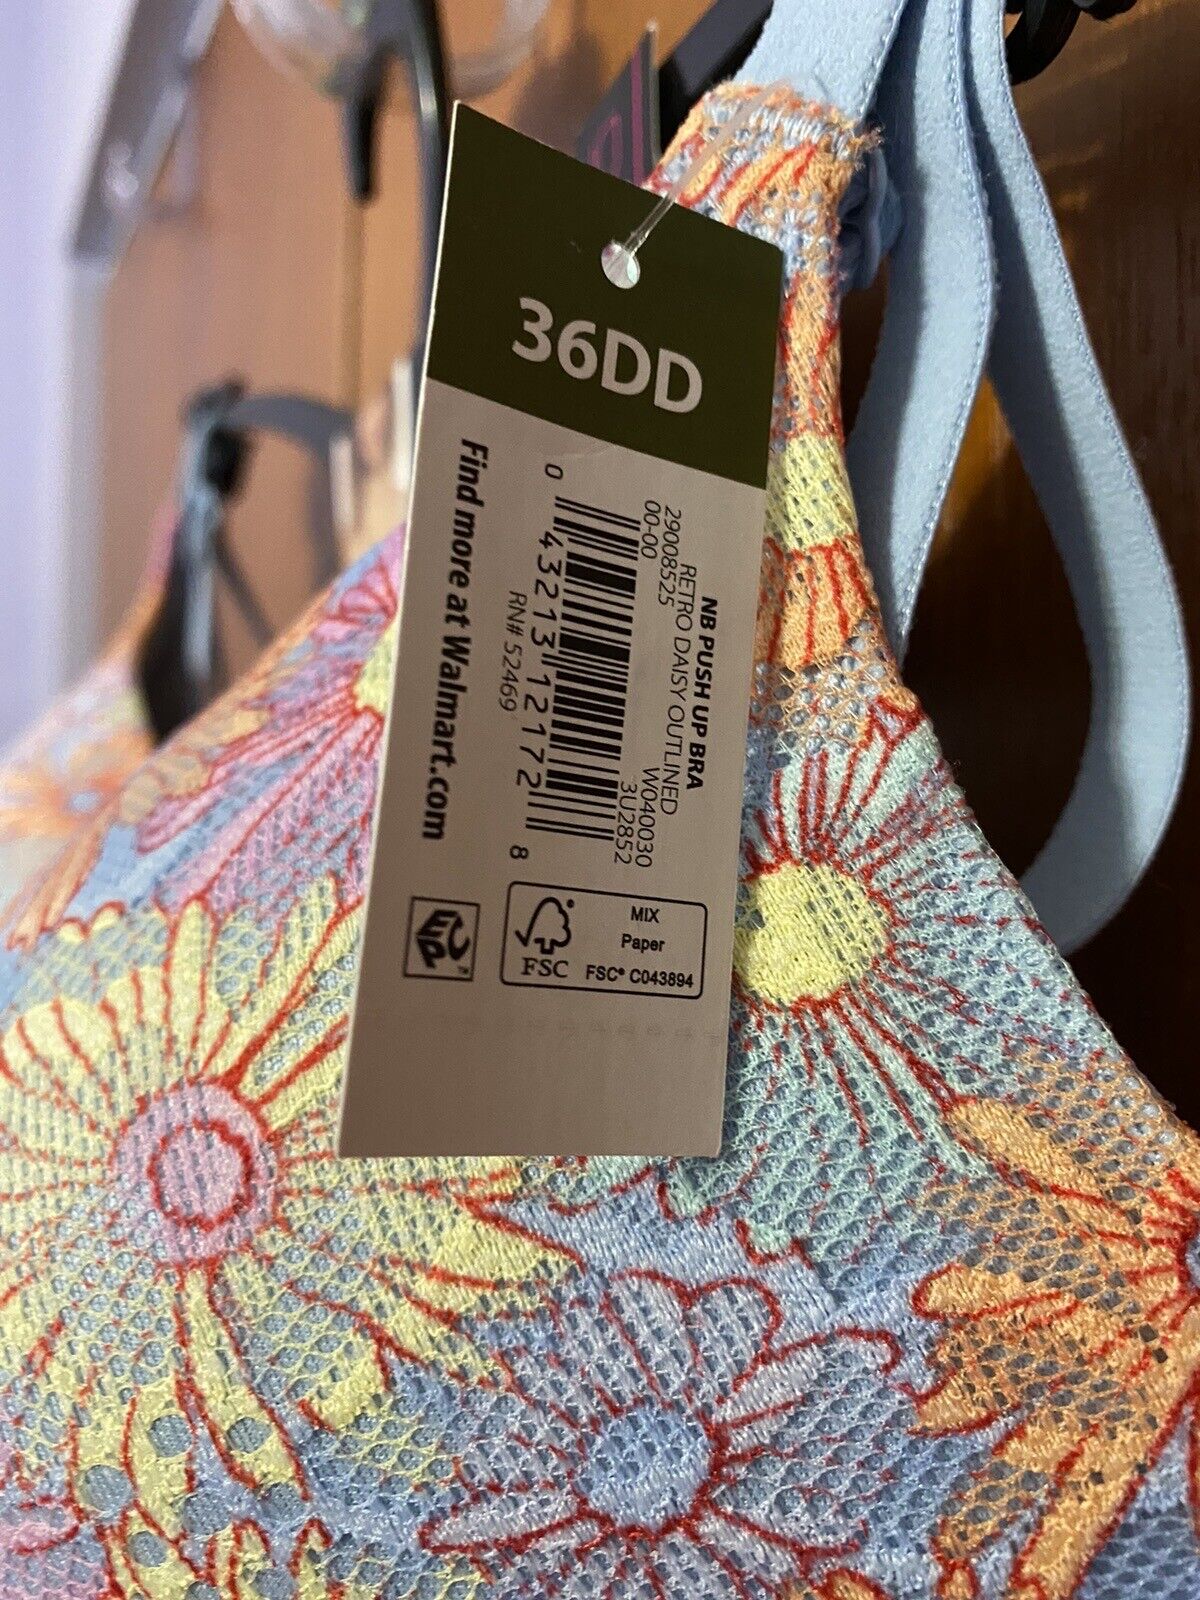 36DD
NB PUSH UP BRA
RETRO DAISY OUTLINED
29008525 W040030
00-00 3U2852
0 43213 12172 8
RN# 52469
Find more at Walmart.com
MIX
Paper
FSC® C043894
FSC
™